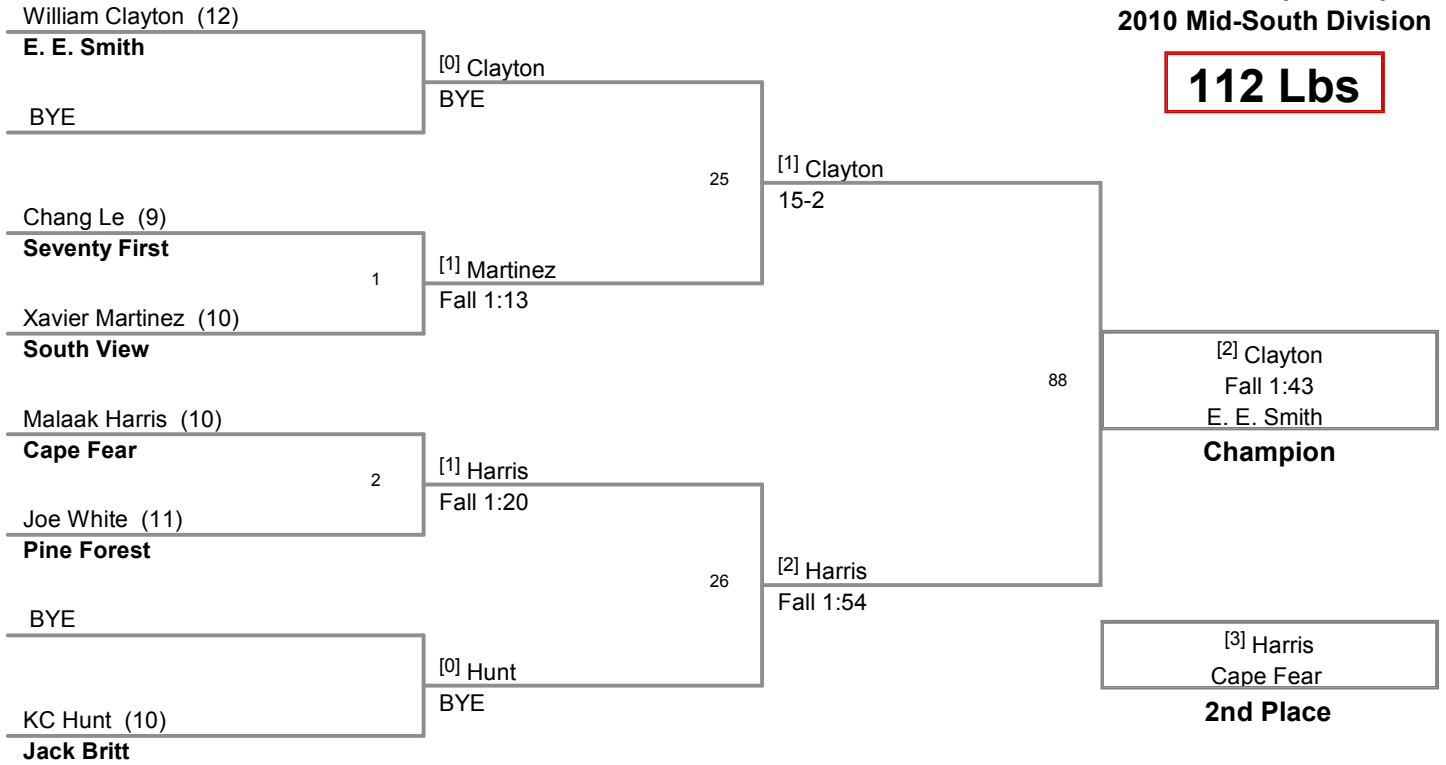 2010 Mid-South Division
112 Lbs
William Clayton (12)
E. E. Smith
BYE
[0] Clayton
BYE
Chang Le (9)
Seventy First
1
Xavier Martinez (10)
South View
[1] Martinez
Fall 1:13
25
[1] Clayton
15-2
Malaak Harris (10)
Cape Fear
2
Joe White (11)
Pine Forest
[1] Harris
Fall 1:20
BYE
KC Hunt (10)
Jack Britt
[0] Hunt
BYE
26
[2] Harris
Fall 1:54
88
[2] Clayton
Fall 1:43
E. E. Smith
Champion
[3] Harris
Cape Fear
2nd Place